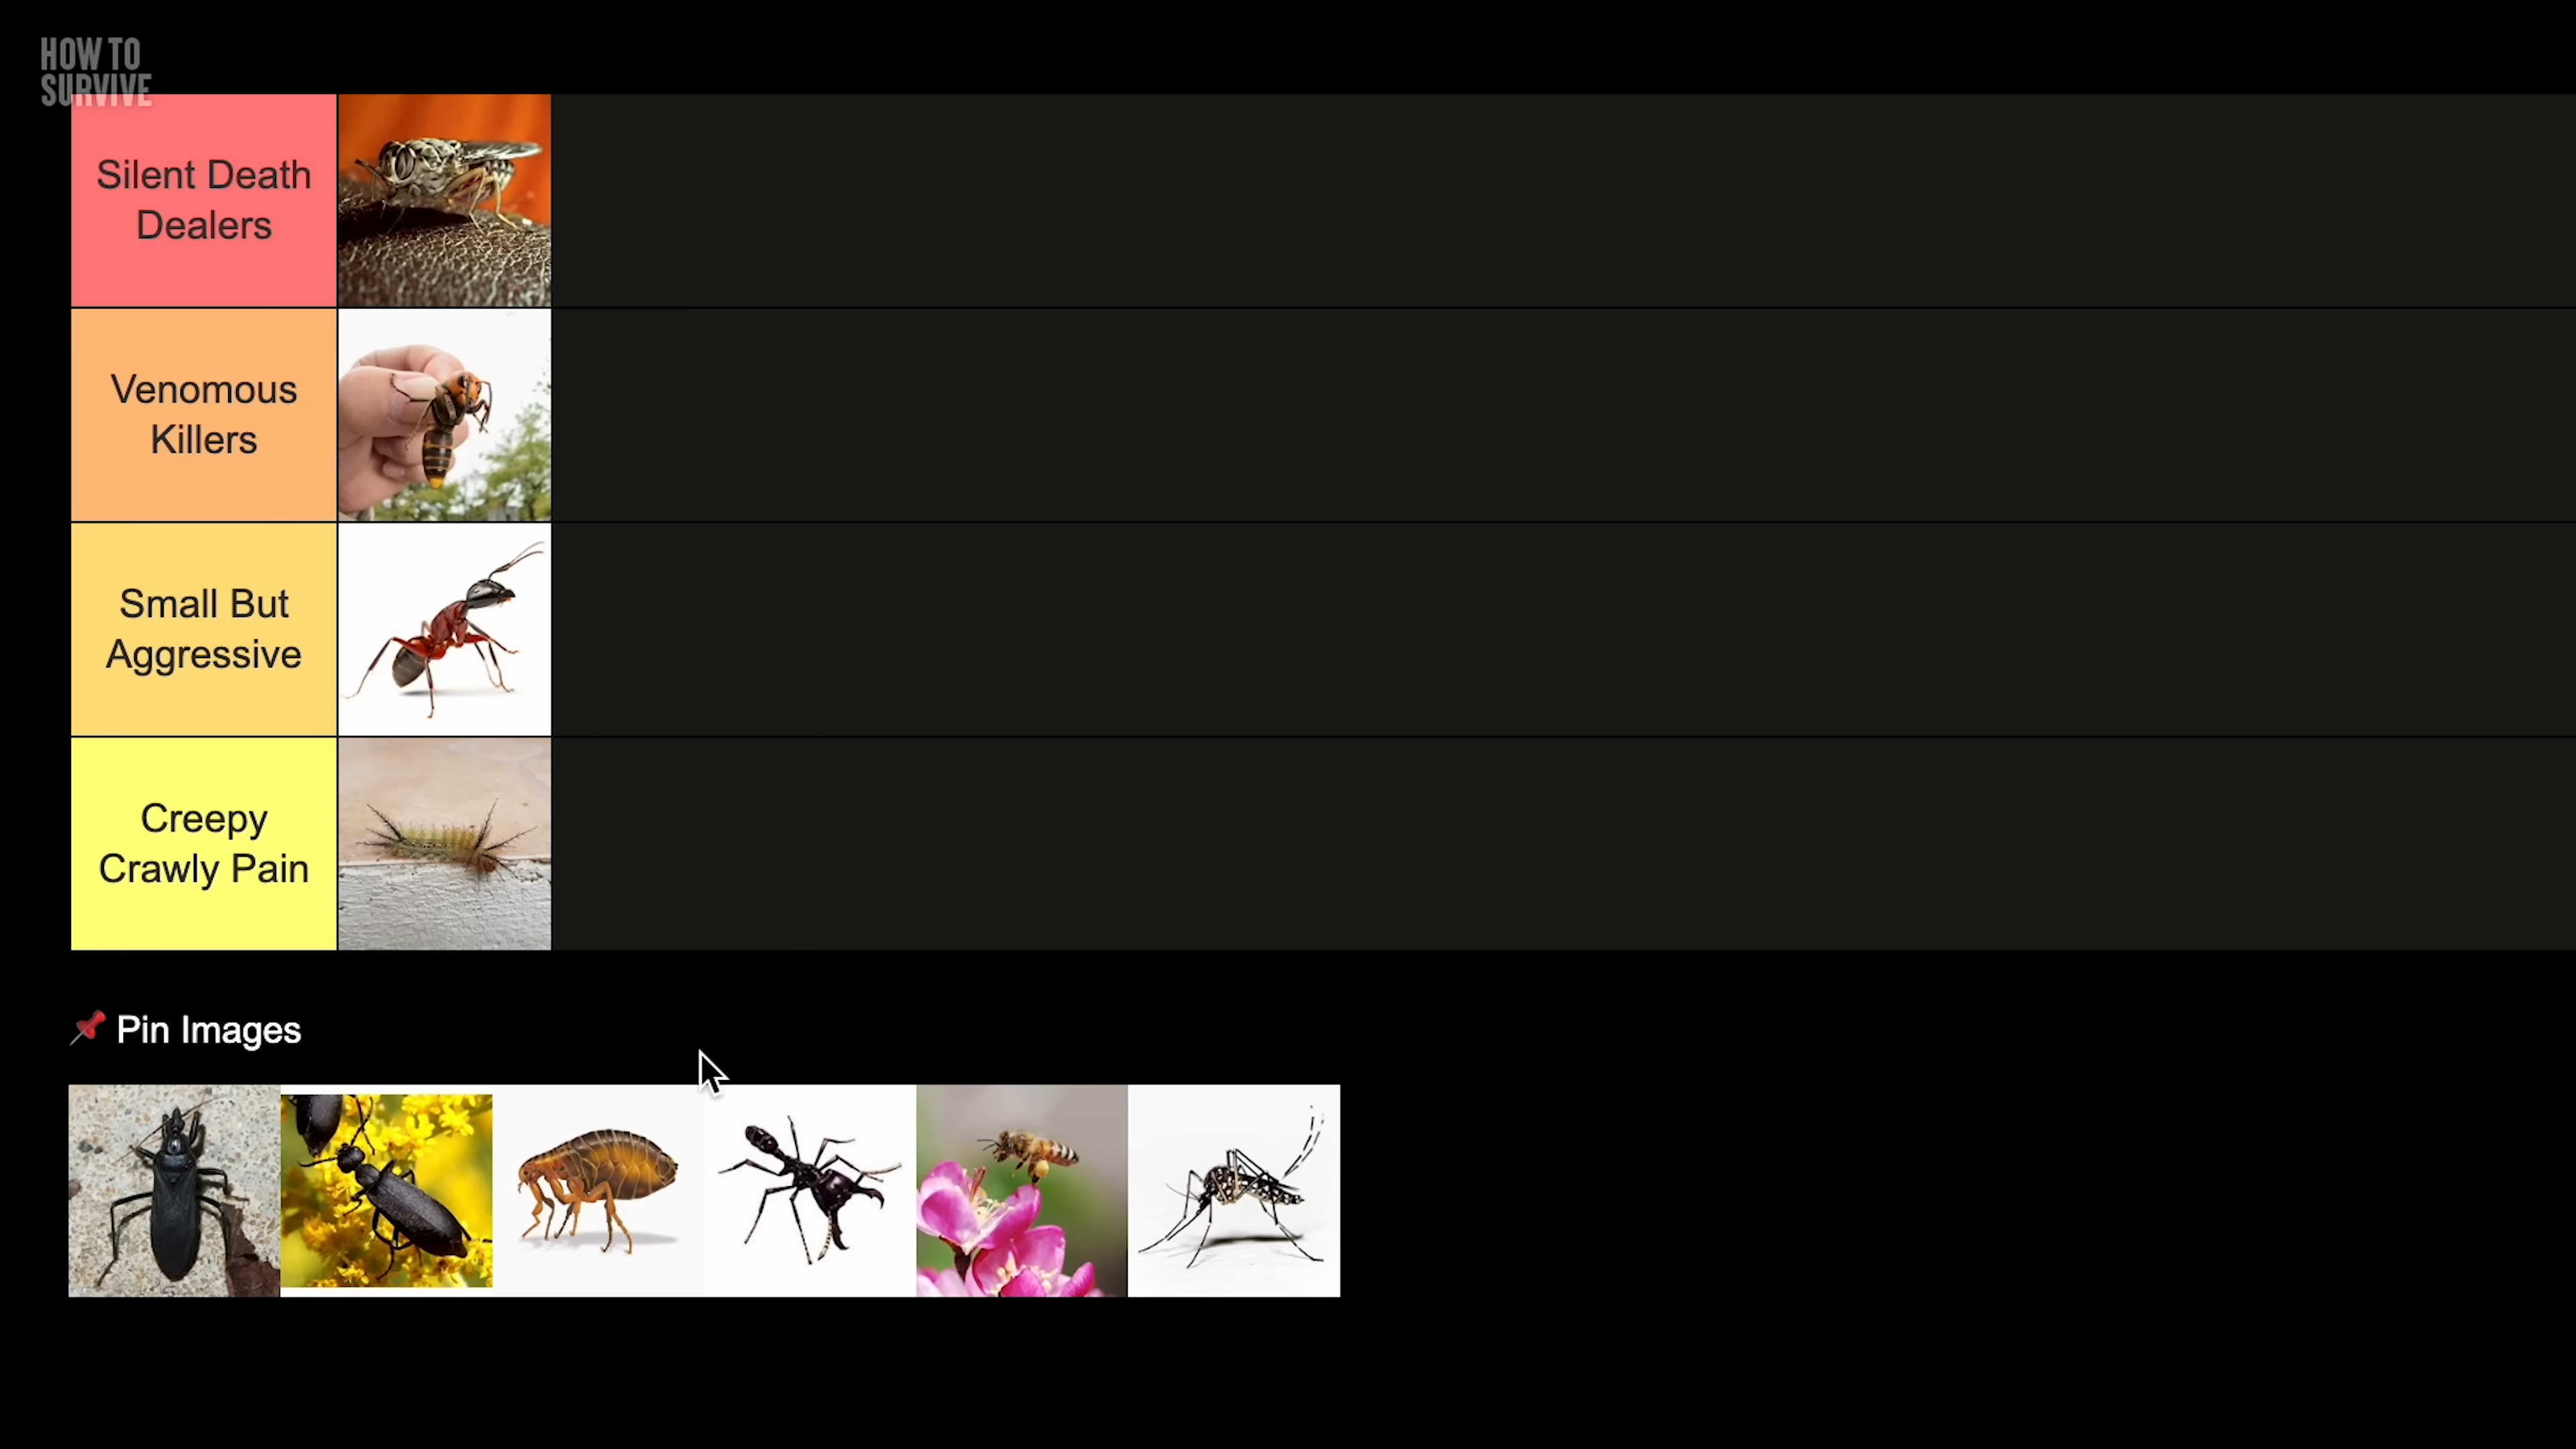 HOW TO
SURVIVE
Silent Death
Dealers
Venomous
Killers
Small But
Aggressive
Creepy
Crawly Pain
📌 Pin Images